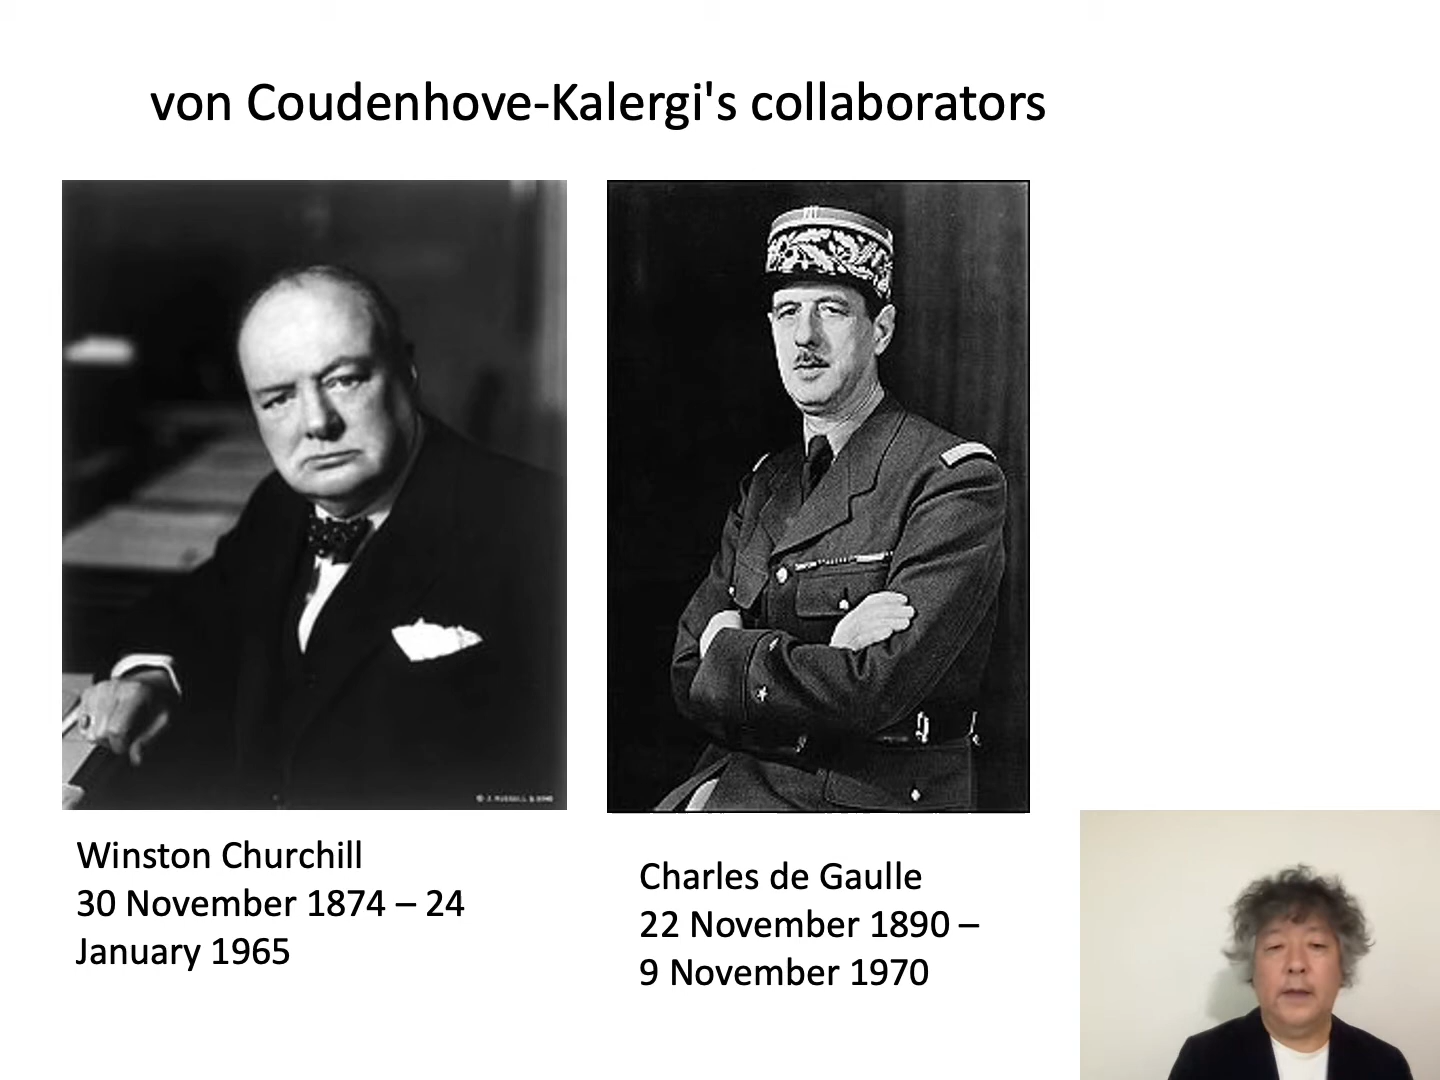 von Coudenhove-Kalergi's collaborators
Winston Churchill
30 November 1874 – 24
January 1965
Charles de Gaulle
22 November 1890 –
9 November 1970